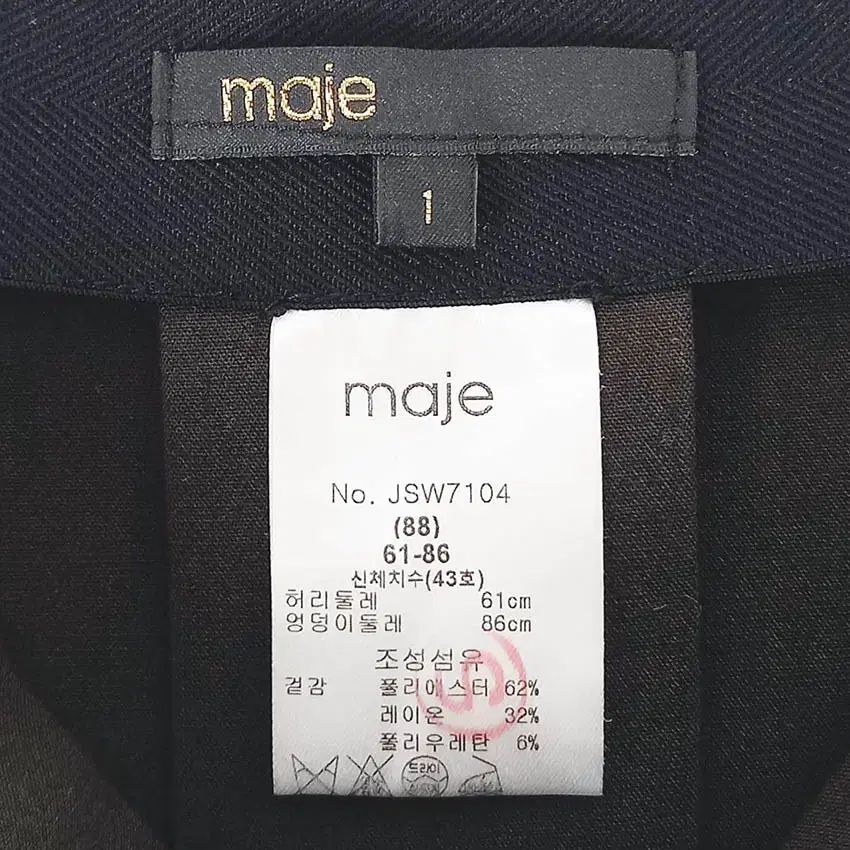 maje
1
maje
No. JSW7104
(88)
61-86
신체치수(43호)
허리둘레 61cm
엉덩이둘레 86cm
조성섬유
겉감 폴리에스터 62%
레이온 32%
폴리우레탄 6%
드라이